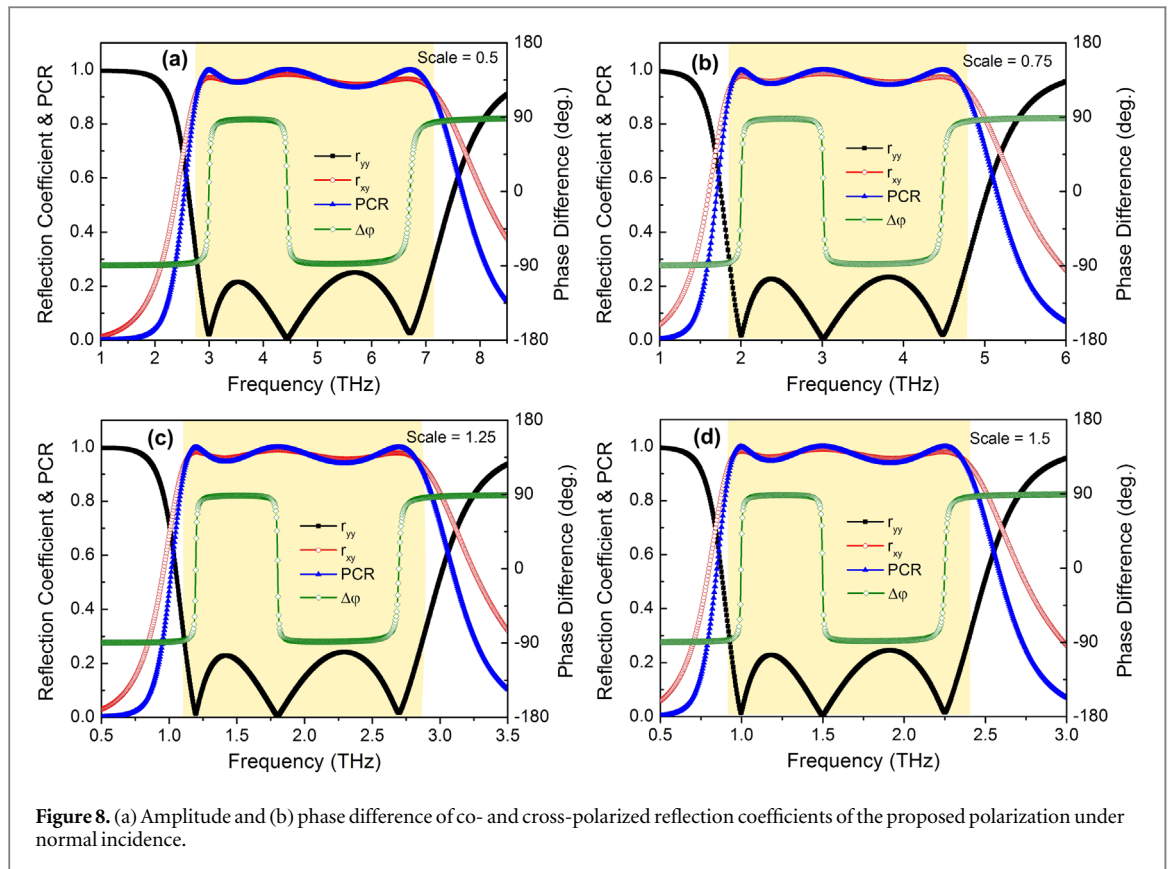 (a)
Scale = 0.5
Reflection Coefficient & PCR
1.0
0.8
0.6
0.4
0.2
0.0
r_yy
r_xy
PCR
Δφ
180
90
0
-90
-180
Phase Difference (deg.)
1 2 3 4 5 6 7 8
Frequency (THz)
(b)
Scale = 0.75
Reflection Coefficient & PCR
1.0
0.8
0.6
0.4
0.2
0.0
r_yy
r_xy
PCR
Δφ
180
90
0
-90
-180
Phase Difference (deg.)
1 2 3 4 5 6
Frequency (THz)
(c)
Scale = 1.25
Reflection Coefficient & PCR
1.0
0.8
0.6
0.4
0.2
0.0
r_yy
r_xy
PCR
Δφ
180
90
0
-90
-180
Phase Difference (deg.)
0.5 1.0 1.5 2.0 2.5 3.0 3.5
Frequency (THz)
(d)
Scale = 1.5
Reflection Coefficient & PCR
1.0
0.8
0.6
0.4
0.2
0.0
r_yy
r_xy
PCR
Δφ
180
90
0
-90
-180
Phase Difference (deg.)
0.5 1.0 1.5 2.0 2.5 3.0
Frequency (THz)
Figure 8. (a) Amplitude and (b) phase difference of co- and cross-polarized reflection coefficients of the proposed polarization under
normal incidence.